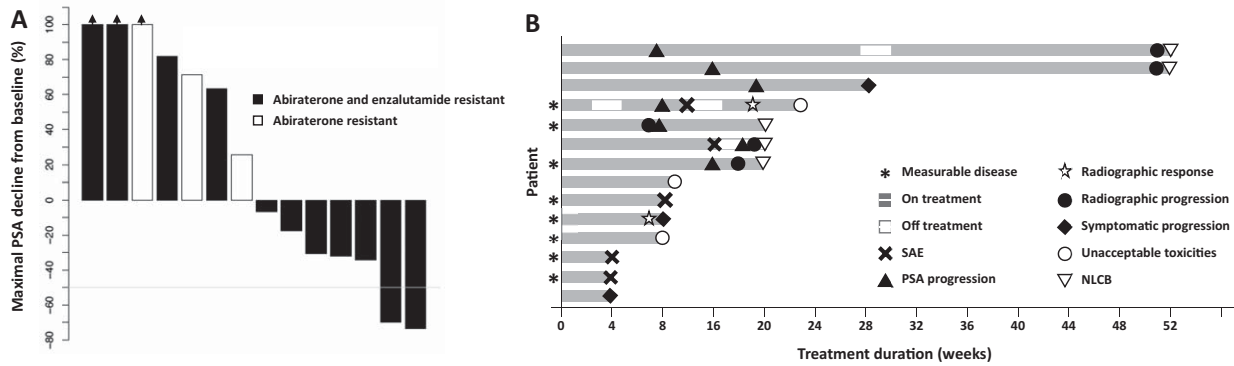 A
Maximal PSA decline from baseline (%)
100
80
60
40
20
0
-20
-40
-60
-80
Abiraterone and enzalutamide resistant
Abiraterone resistant
B
Patient
*
*
*
*
*
*
*
*
* Measurable disease
On treatment
Off treatment
SAE
PSA progression
Radiographic response
Radiographic progression
Symptomatic progression
Unacceptable toxicities
NLCB
0 4 8 16 20 24 28 32 36 40 44 48 52
Treatment duration (weeks)